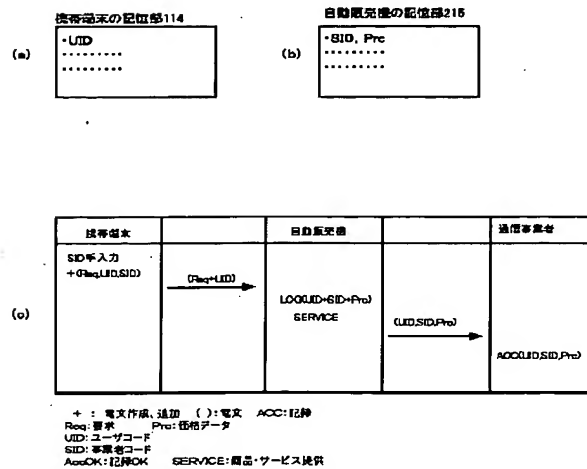 携帯端末の記憶部114
(a)
・UID
自動販売機の記憶部215
(b)
・SID, Prc
(c)
携帯端末
自動販売機
通信事業者
SID手入力
+(Req,UID,SID)
(Req+UID)
LOG(UID+SID+Prc)
SERVICE
(UID,SID,Prc)
ACC(UID,SID,Prc)
+ : 電文作成、追加 ( ):電文 ACC:記録
Req:要求 Prc:価格データ
UID:ユーザコード
SID:事業者コード
AccOK:記録OK SERVICE:商品・サービス提供